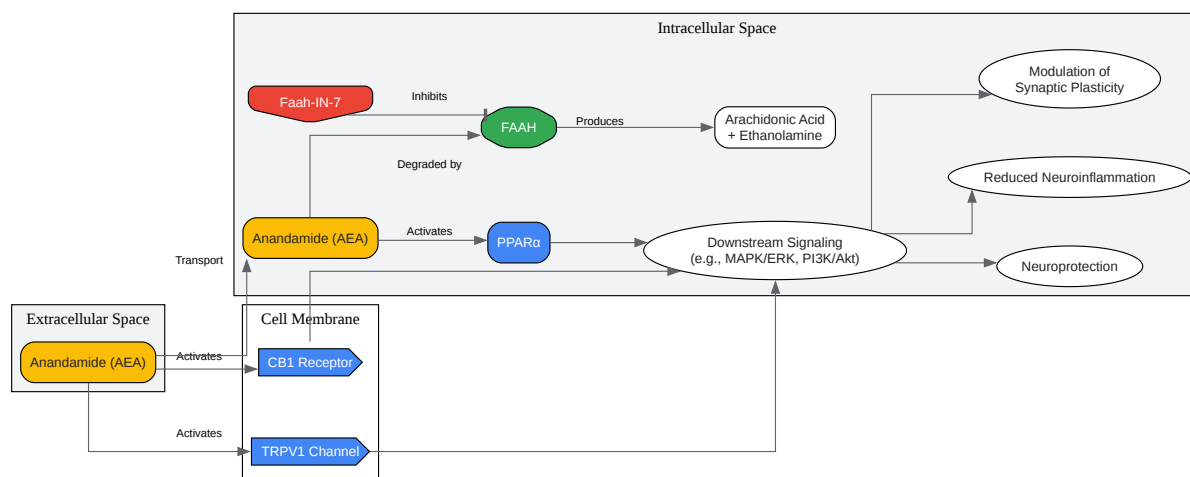 Intracellular Space
Faah-IN-7
Inhibits
FAAH
Produces
Arachidonic Acid
+ Ethanolamine
Modulation of
Synaptic Plasticity
Degraded by
Reduced Neuroinflammation
Anandamide (AEA)
Activates
PPARα
Downstream Signaling
(e.g., MAPK/ERK, PI3K/Akt)
Neuroprotection
Transport
Extracellular Space
Cell Membrane
Anandamide (AEA)
Activates
CB1 Receptor
Activates
TRPV1 Channel